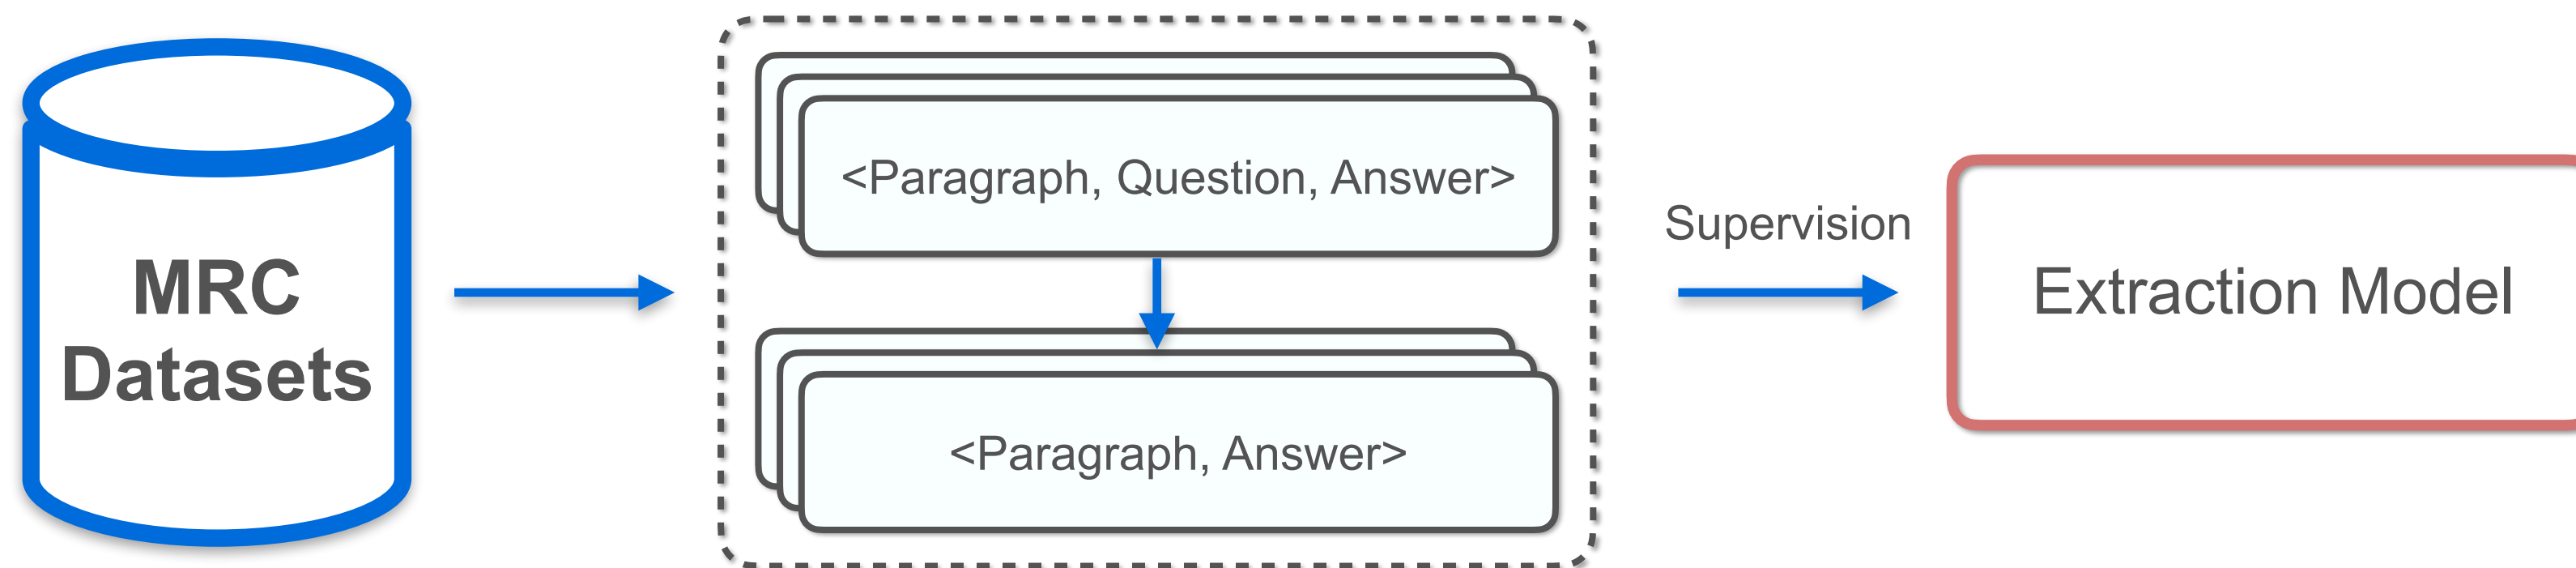 MRC
Datasets
<Paragraph, Question, Answer>
<Paragraph, Answer>
Supervision
Extraction Model